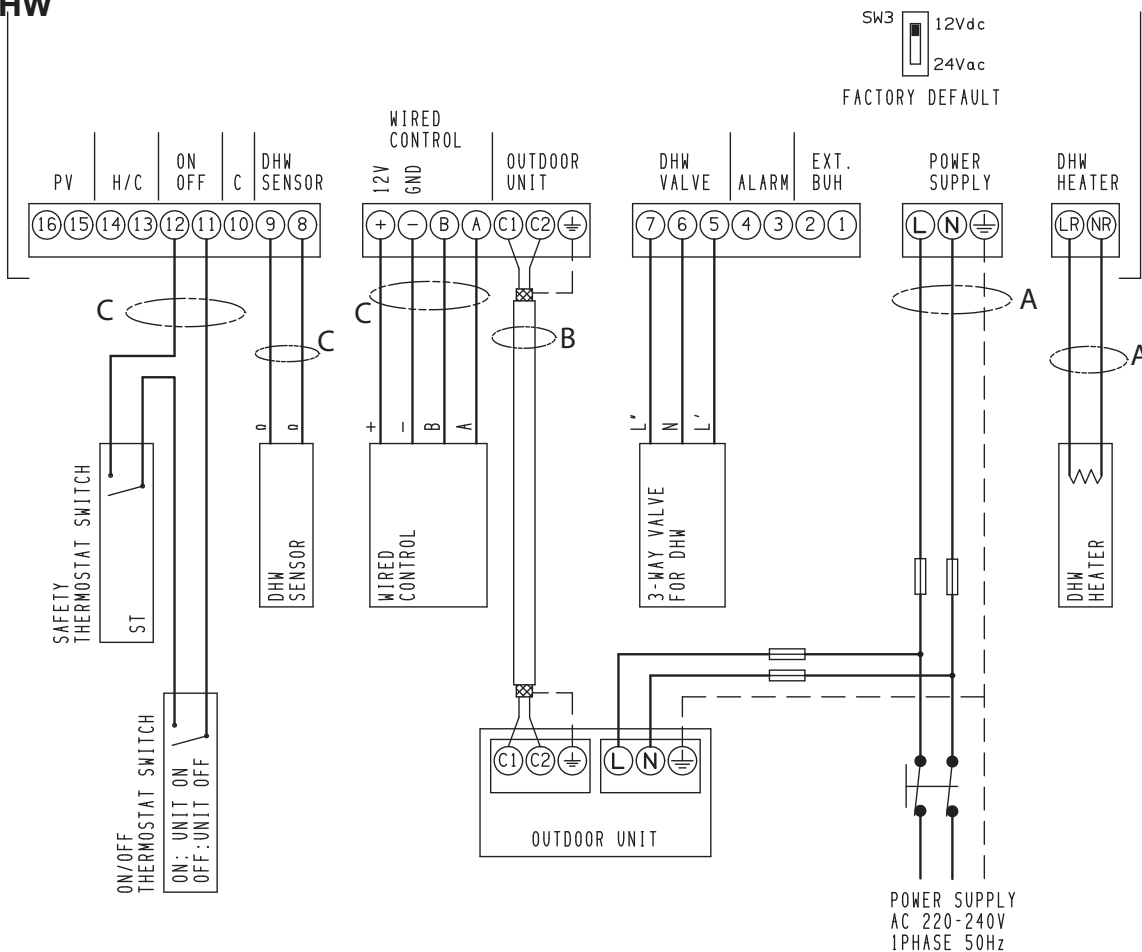 HW
SW3
12Vdc
24Vac
FACTORY DEFAULT
PV
H/C
ON
OFF
C
DHW
SENSOR
WIRED
CONTROL
12V
GND
OUTDOOR
UNIT
DHW
VALVE
ALARM
EXT.
BUH
POWER
SUPPLY
DHW
HEATER
16 15 14 13 12 11 10 9 8
+ − B A C1 C2
7 6 5 4 3 2 1
L N
LR NR
C
C
C
B
A
A
Ω Ω
+ − B A
L" N L'
SAFETY
THERMOSTAT SWITCH
ST
DHW
SENSOR
WIRED
CONTROL
3-WAY VALVE
FOR DHW
DHW
HEATER
ON/OFF
THERMOSTAT SWITCH
ON: UNIT ON
OFF:UNIT OFF
C1 C2
L N
OUTDOOR UNIT
POWER SUPPLY
AC 220-240V
1PHASE 50Hz